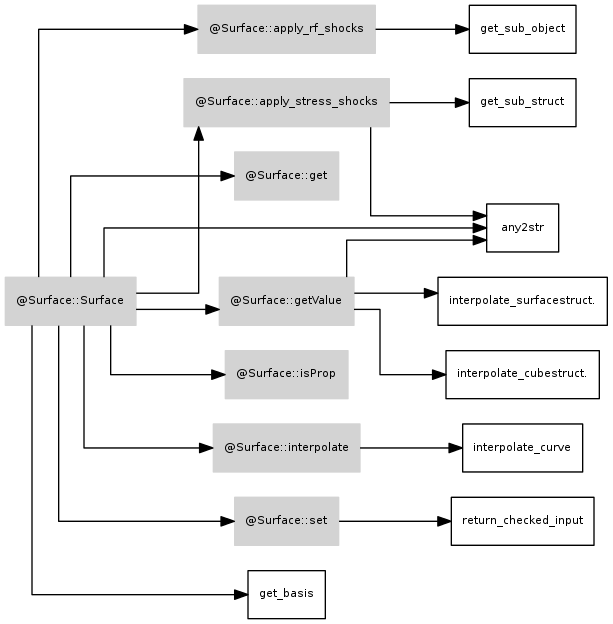 @Surface::apply_rf_shocks
get_sub_object
@Surface::apply_stress_shocks
get_sub_struct
@Surface::get
any2str
@Surface::Surface
@Surface::getValue
interpolate_surfacestruct.
@Surface::isProp
interpolate_cubestruct.
@Surface::interpolate
interpolate_curve
@Surface::set
return_checked_input
get_basis